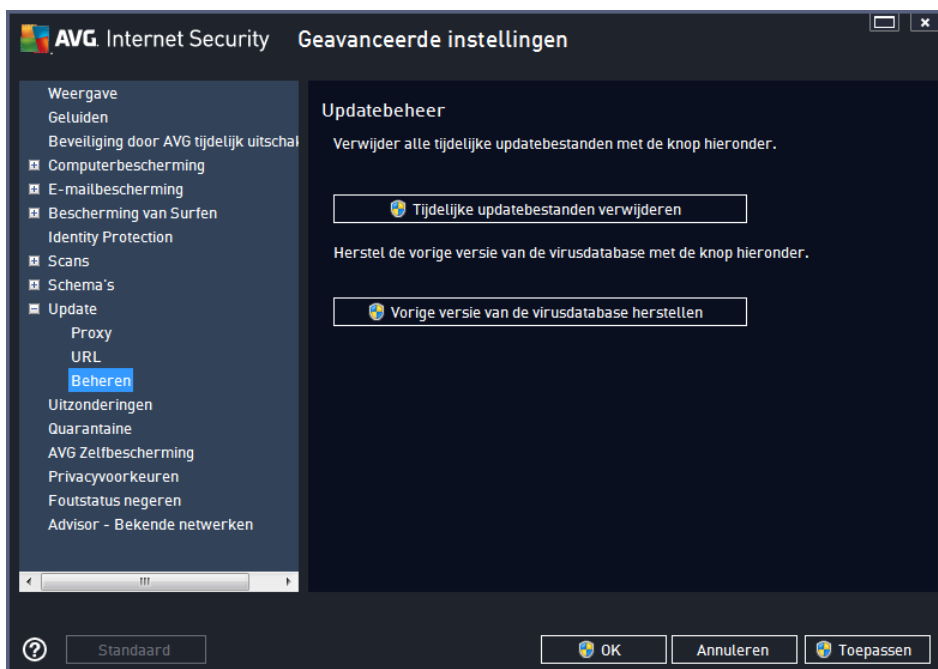 AVG. Internet Security Geavanceerde instellingen
Weergave
Geluiden
Beveiliging door AVG tijdelijk uitschal
Computerbescherming
E-mailbescherming
Bescherming van Surfen
Identity Protection
Scans
Schema's
Update
Proxy
URL
Beheren
Uitzonderingen
Quarantaine
AVG Zelfbescherming
Privacyvoorkeuren
Foutstatus negeren
Advisor - Bekende netwerken
Updatebeheer
Verwijder alle tijdelijke updatebestanden met de knop hieronder.
Tijdelijke updatebestanden verwijderen
Herstel de vorige versie van de virusdatabase met de knop hieronder.
Vorige versie van de virusdatabase herstellen
Standaard
OK
Annuleren
Toepassen